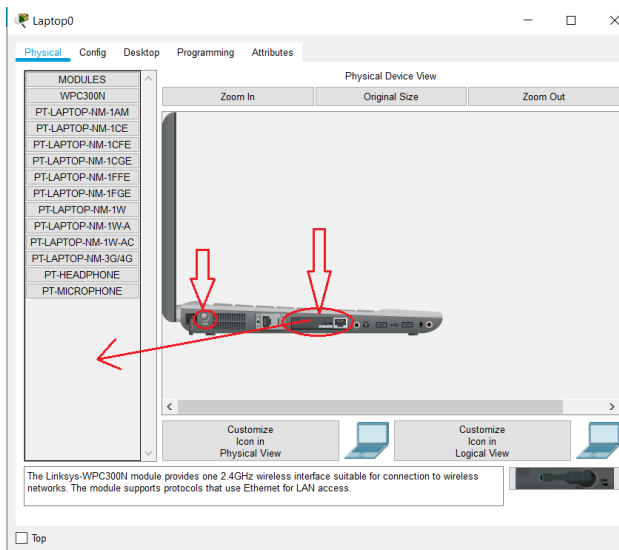 Laptop0
Physical Config Desktop Programming Attributes
MODULES
WPC300N
PT-LAPTOP-NM-1AM
PT-LAPTOP-NM-1CE
PT-LAPTOP-NM-1CFE
PT-LAPTOP-NM-1CGE
PT-LAPTOP-NM-1FFE
PT-LAPTOP-NM-1FGE
PT-LAPTOP-NM-1W
PT-LAPTOP-NM-1W-A
PT-LAPTOP-NM-1W-AC
PT-LAPTOP-NM-3G/4G
PT-HEADPHONE
PT-MICROPHONE
Physical Device View
Zoom In Original Size Zoom Out
Customize
Icon in
Physical View
Customize
Icon in
Logical View
The Linksys-WPC300N module provides one 2.4GHz wireless interface suitable for connection to wireless
networks. The module supports protocols that use Ethernet for LAN access.
Top